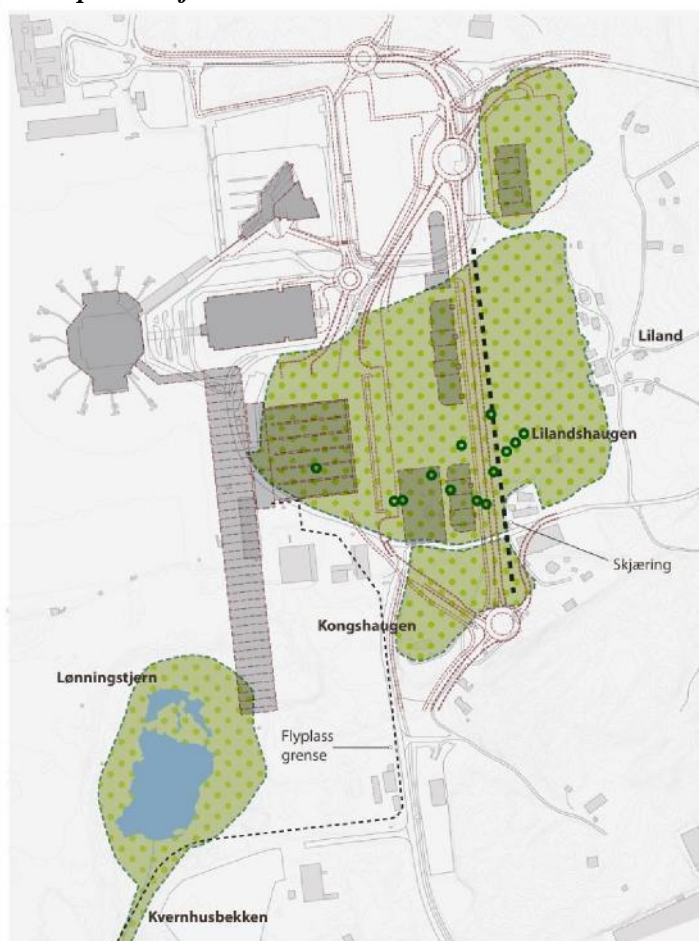 Liland
Lilandshaugen
Skjæring
Kongshaugen
Lønningstjern
Flyplass
grense
Kvernhusbekken